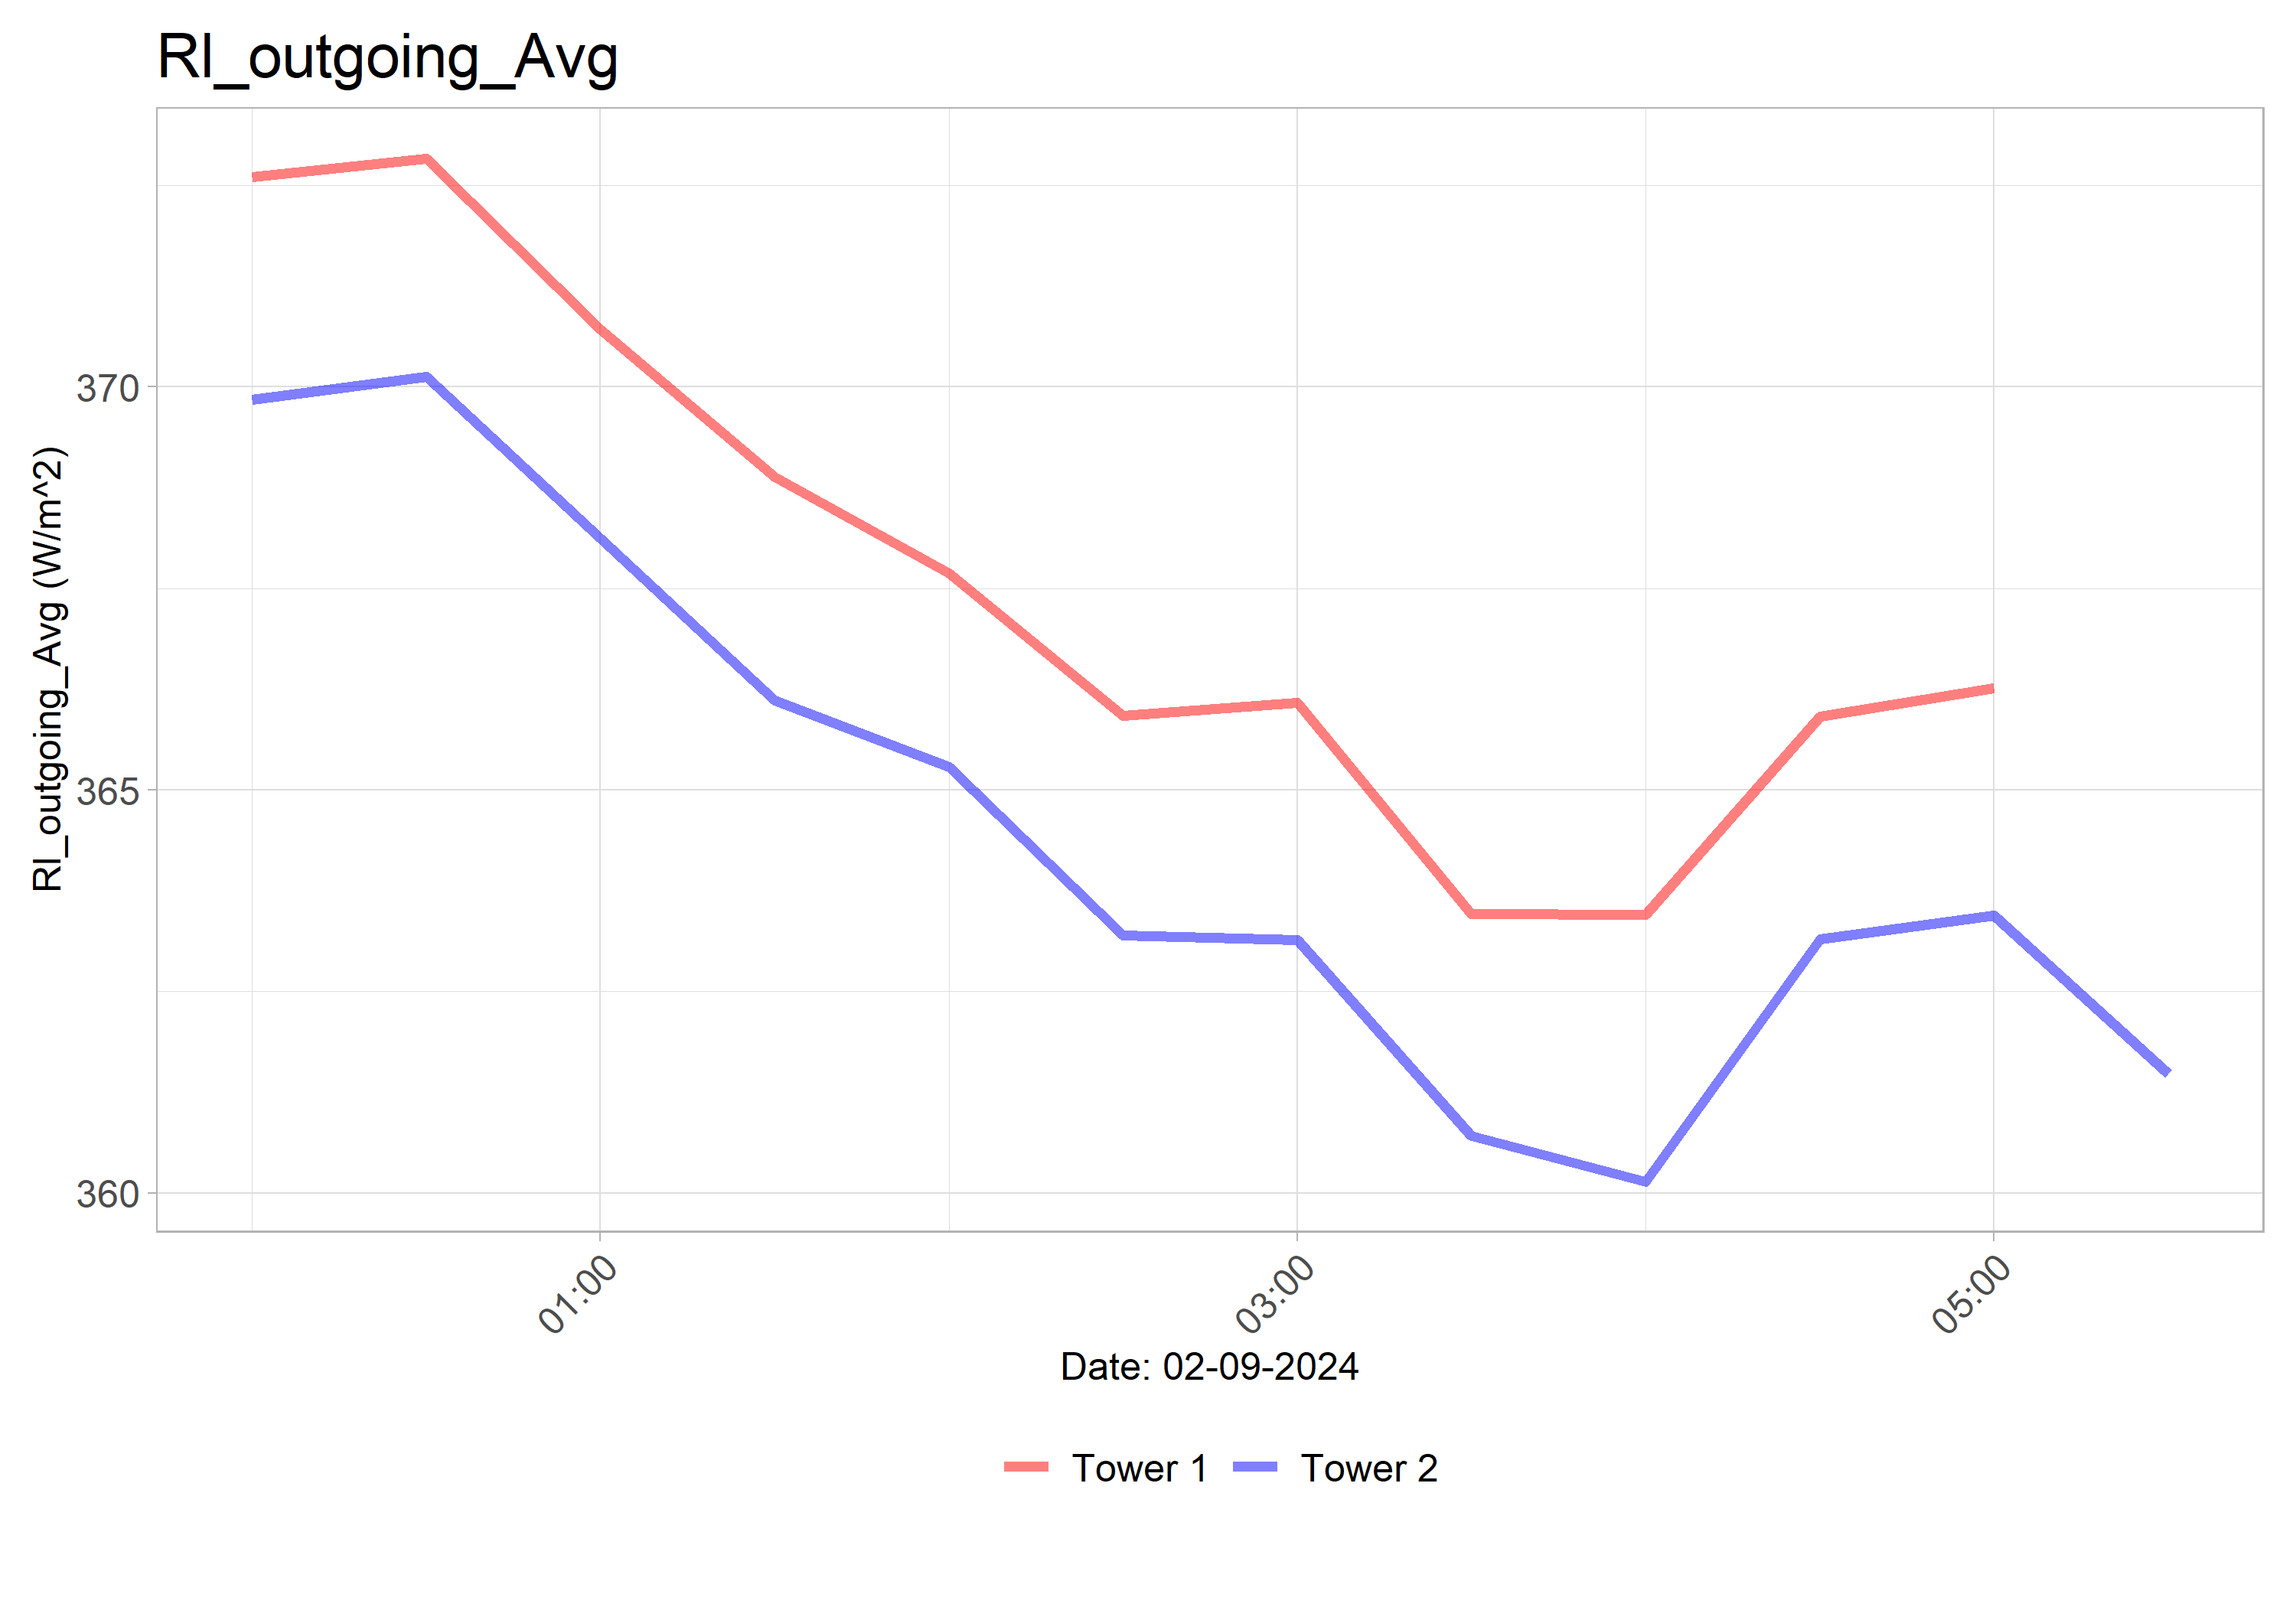 Rl_outgoing_Avg
Rl_outgoing_Avg (W/m^2)
370
365
360
01:00
03:00
05:00
Date: 02-09-2024
Tower 1
Tower 2